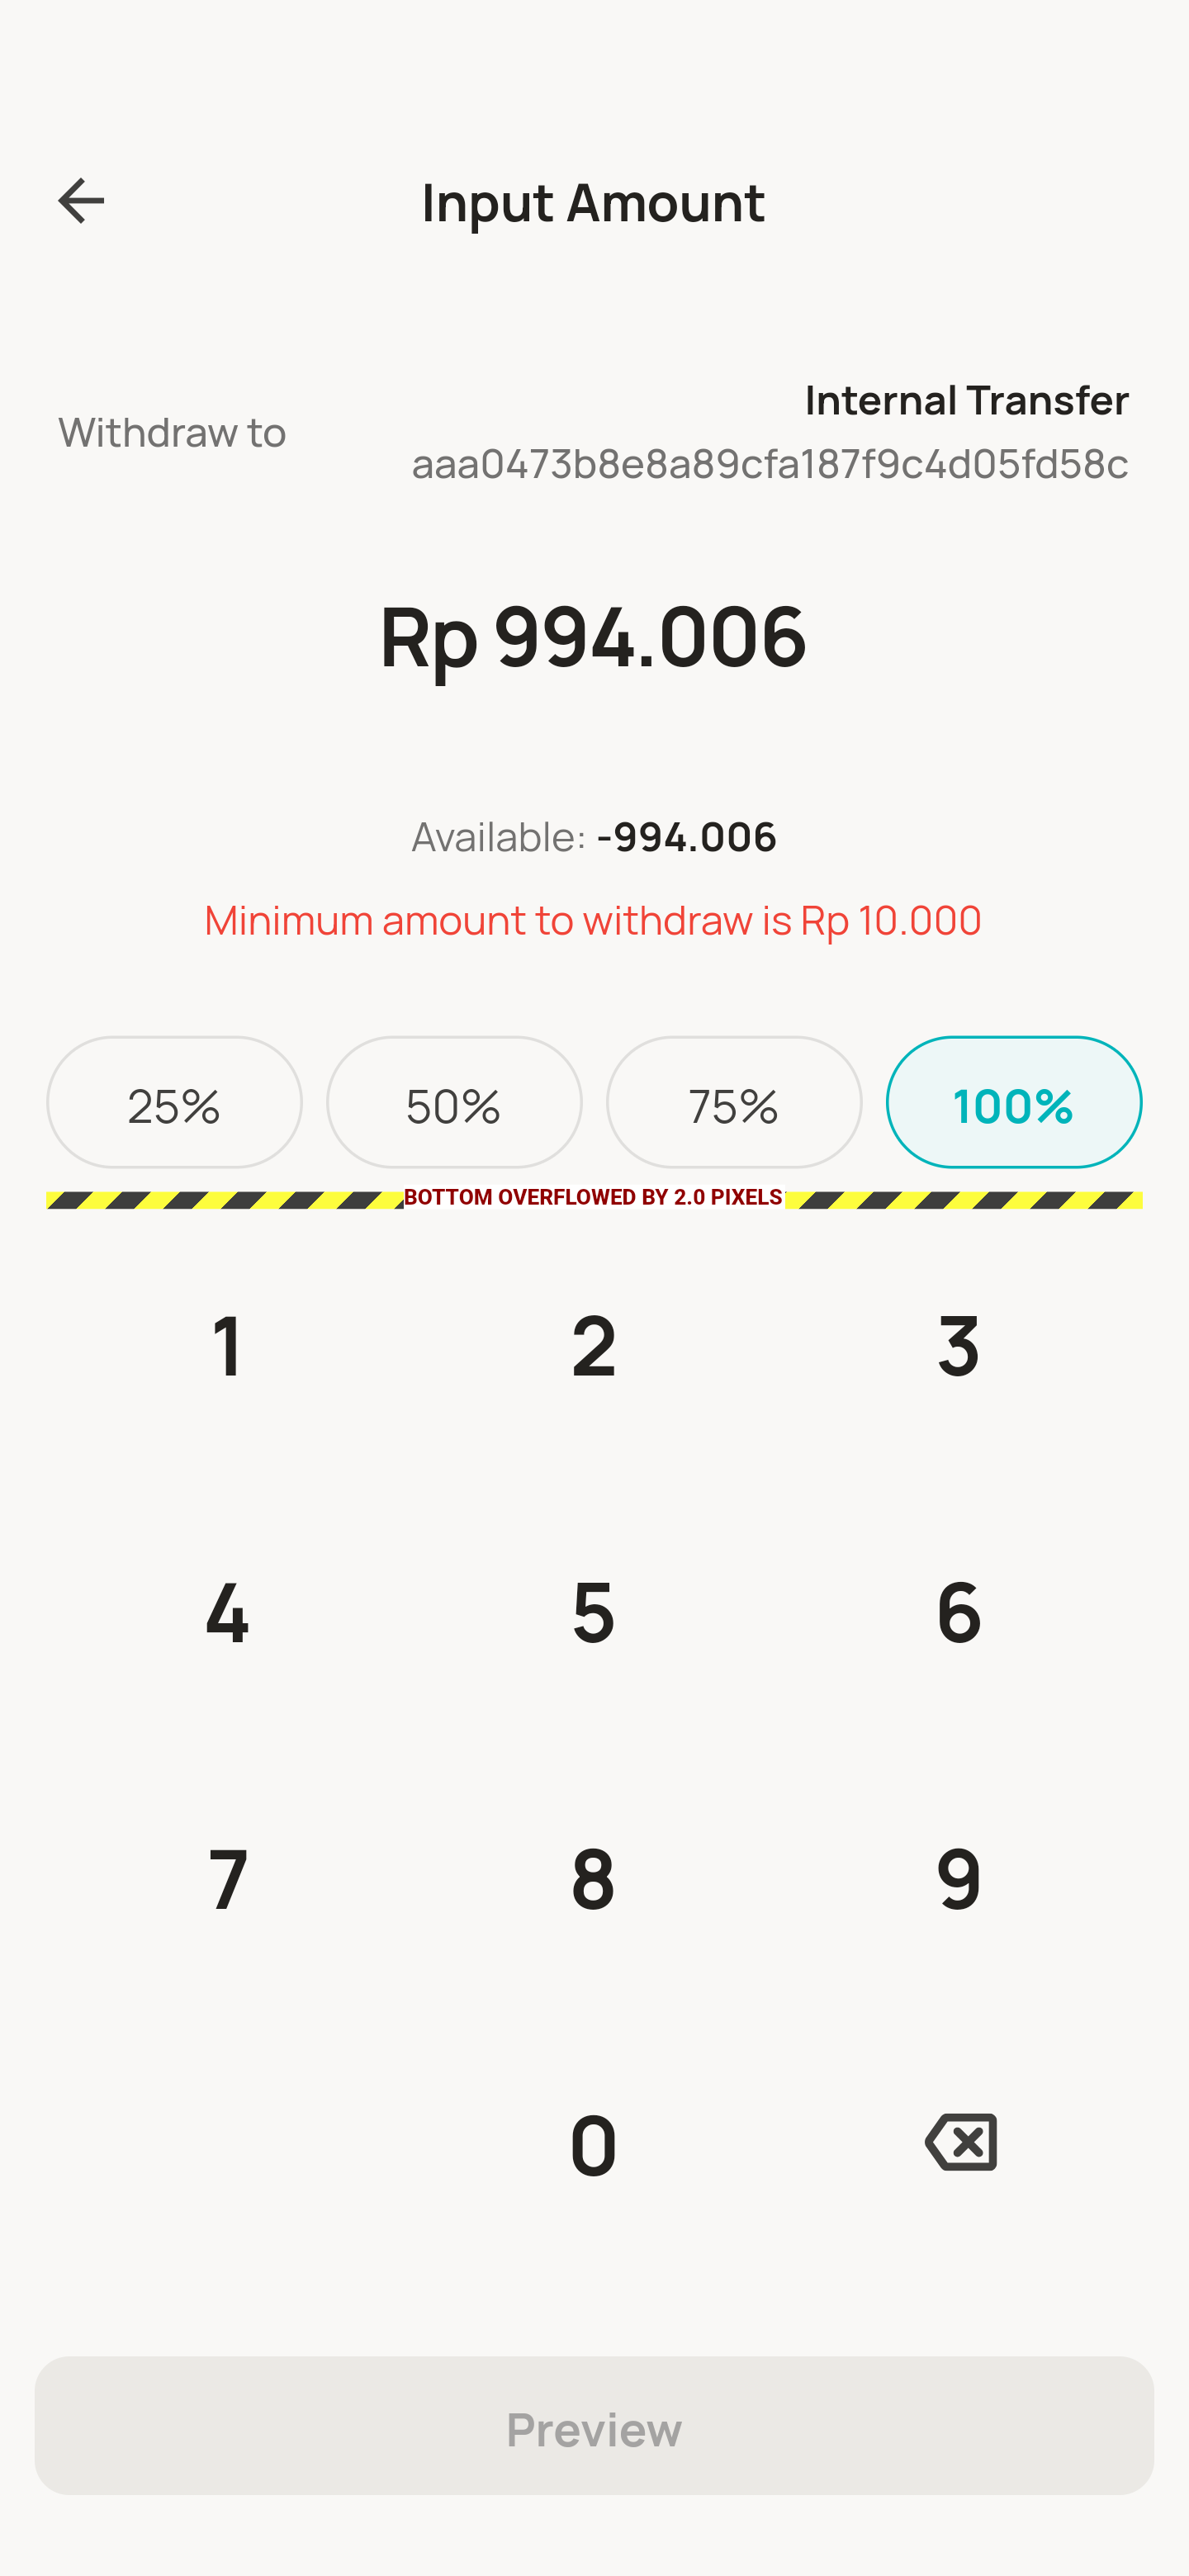 Input Amount
Internal Transfer
Withdraw to
aaa0473b8e8a89cfa187f9c4d05fd58c
Rp 994.006
Available: -994.006
Minimum amount to withdraw is Rp 10.000
25% 50% 75% 100%
BOTTOM OVERFLOWED BY 2.0 PIXELS
1 2 3
4 5 6
7 8 9
0
Preview